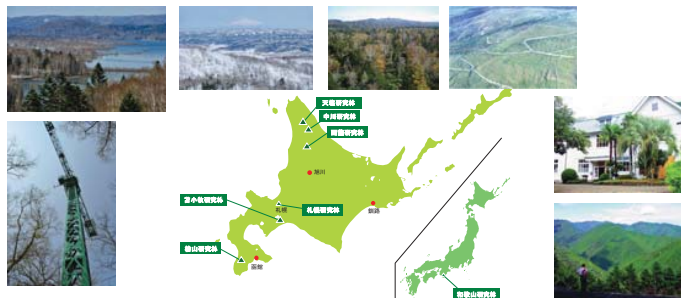 天塩研究林
中川研究林
雨龍研究林
旭川
苫小牧研究林
札幌
札幌研究林
釧路
檜山研究林
函館
和歌山研究林